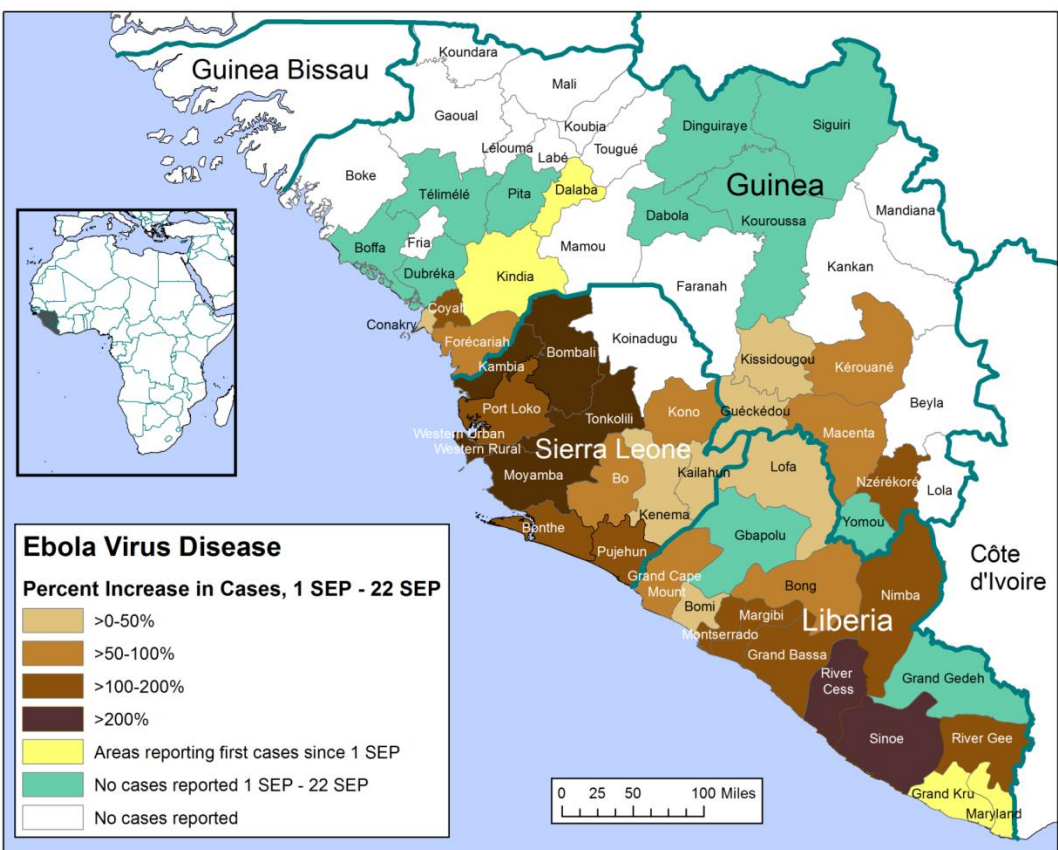 Koundara
Guinea Bissau
Mali
Gaoual
Koubia
Dinguiraye
Siguiri
Lélouma
Labé
Tougué
Boke
Télimélé
Pita
Dalaba
Guinea
Dabola
Kouroussa
Mandiana
Boffa
Fria
Mamou
Kankan
Dubréka
Kindia
Faranah
Coyah
Conakry
Forécariah
Koinadugu
Bombali
Kissidougou
Kérouané
Kambia
Port Loko
Tonkolili
Kono
Guéckédou
Beyla
Macenta
Western Urban
Western Rural
Sierra Leone
Moyamba
Bo
Kailahun
Lofa
Nzérékoré
Lola
Kenema
Yomou
Bonthe
Gbapolu
Pujehun
Côte
d'Ivoire
Grand Cape
Mount
Bong
Nimba
Bomi
Margibi
Liberia
Montserrado
Grand Bassa
River
Cess
Grand Gedeh
Sinoe
River Gee
Grand Kru
Maryland
Ebola Virus Disease
Percent Increase in Cases, 1 SEP - 22 SEP
>0-50%
>50-100%
>100-200%
>200%
Areas reporting first cases since 1 SEP
No cases reported 1 SEP - 22 SEP
No cases reported
0 25 50 100 Miles